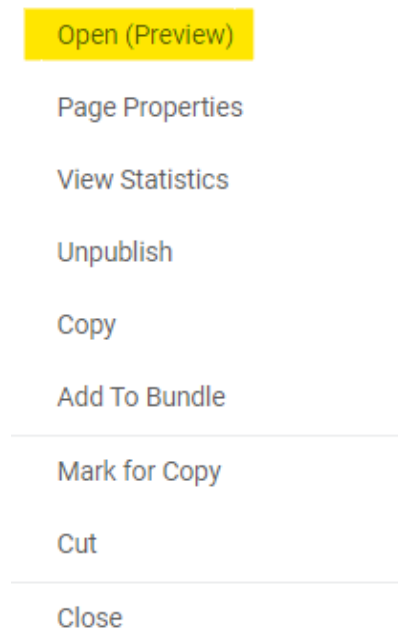 Open (Preview)
Page Properties
View Statistics
Unpublish
Copy
Add To Bundle
Mark for Copy
Cut
Close